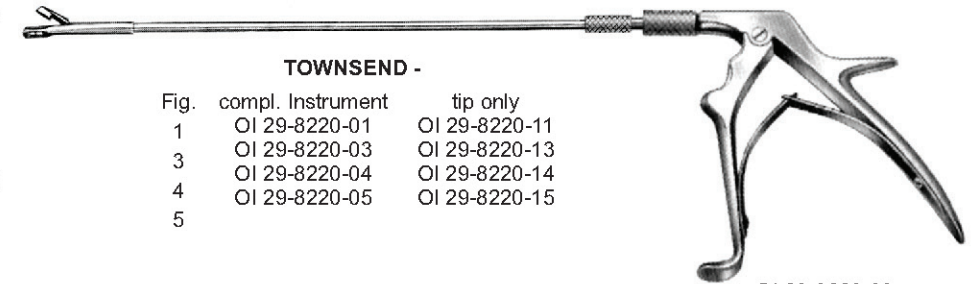 TOWNSEND -
Fig. compl. Instrument tip only
1 OI 29-8220-01 OI 29-8220-11
3 OI 29-8220-03 OI 29-8220-13
4 OI 29-8220-04 OI 29-8220-14
5 OI 29-8220-05 OI 29-8220-15